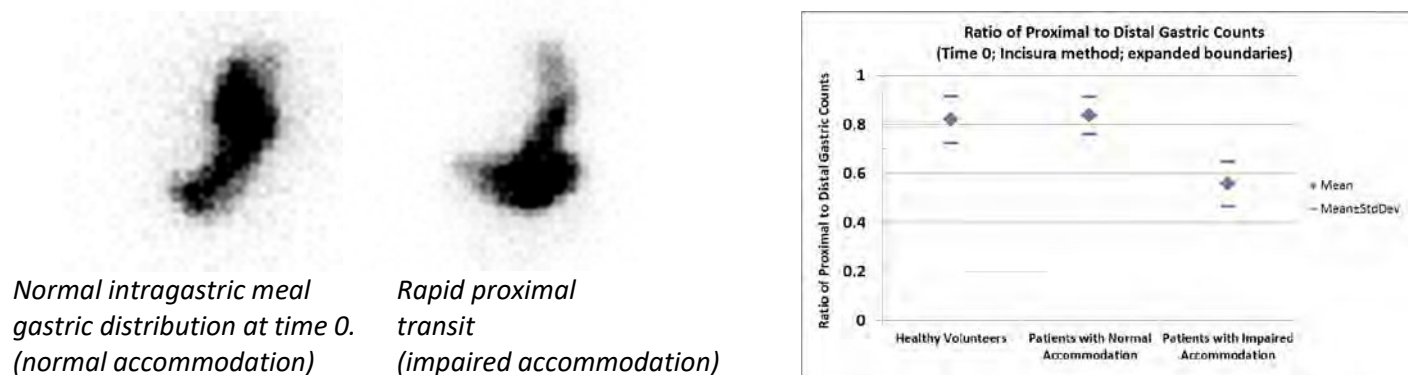 Normal intragastric meal
gastric distribution at time 0.
(normal accommodation)
Rapid proximal
transit
(impaired accommodation)
Ratio of Proximal to Distal Gastric Counts
(Time 0; Incisura method; expanded boundaries)
Ratio of Proximal to Distal Gastric Counts
1
0.8
0.6
0.4
0.2
0
Healthy Volunteers
Patients with Normal
Accommodation
Patients with Impaired
Accommodation
Mean
Mean±StdDev